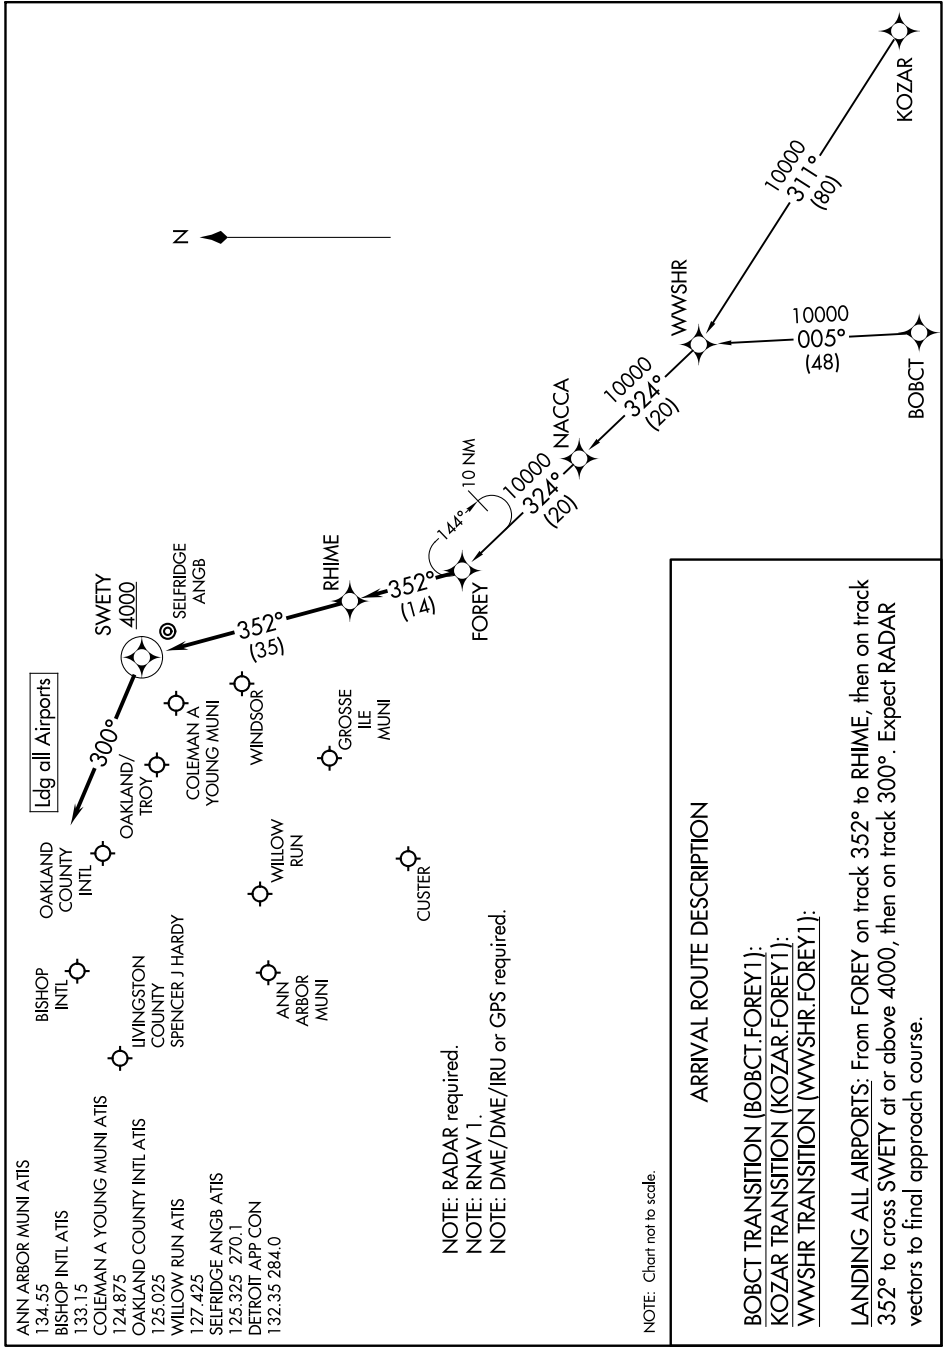 ANN ARBOR MUNI ATIS
134.55
BISHOP INTL ATIS
133.15
COLEMAN A YOUNG MUNI ATIS
124.875
OAKLAND COUNTY INTL ATIS
125.025
WILLOW RUN ATIS
127.425
SELFRIDGE ANGB ATIS
125.325 270.1
DETROIT APP CON
132.35 284.0
BISHOP
INTL
OAKLAND
COUNTY
INTL
Ldg all Airports
300°
SWETY
4000
LIVINGSTON
COUNTY
SPENCER J HARDY
OAKLAND/
TROY
COLEMAN A
YOUNG MUNI
SELFRIDGE
ANGB
N
ANN
ARBOR
MUNI
WILLOW
RUN
WINDSOR
352°
(35)
GROSSE
ILE
MUNI
RHIME
CUSTER
352°
(14)
FOREY
144°
10 NM
10000
324°
(20)
NACCA
10000
324°
(20)
WWSHR
10000
311°
(80)
KOZAR
10000
005°
(48)
BOBCT
NOTE: RADAR required.
NOTE: RNAV 1.
NOTE: DME/DME/IRU or GPS required.
NOTE: Chart not to scale.
ARRIVAL ROUTE DESCRIPTION
BOBCT TRANSITION (BOBCT.FOREY1):
KOZAR TRANSITION (KOZAR.FOREY1):
WWSHR TRANSITION (WWSHR.FOREY1):
LANDING ALL AIRPORTS: From FOREY on track 352° to RHIME, then on track
352° to cross SWETY at or above 4000, then on track 300°. Expect RADAR
vectors to final approach course.